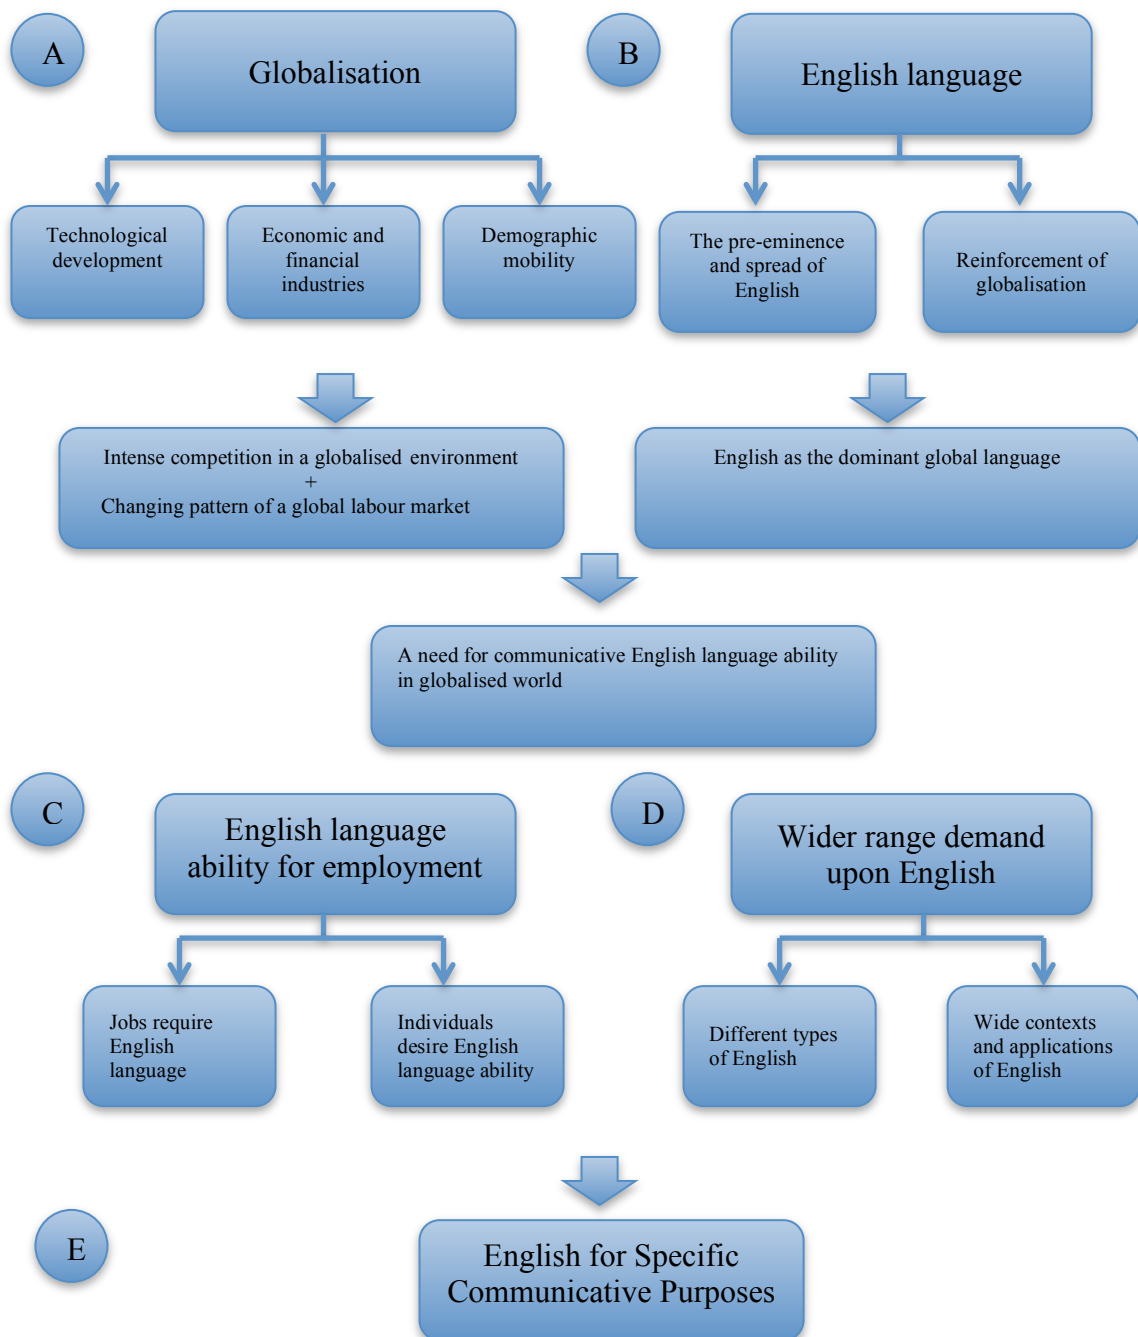 A
Globalisation
B
English language
Technological
development
Economic and
financial
industries
Demographic
mobility
The pre-eminence
and spread of
English
Reinforcement of
globalisation
Intense competition in a globalised environment
+
Changing pattern of a global labour market
English as the dominant global language
A need for communicative English language ability
in globalised world
C
English language
ability for employment
D
Wider range demand
upon English
Jobs require
English
language
Individuals
desire English
language ability
Different types
of English
Wide contexts
and applications
of English
E
English for Specific
Communicative Purposes